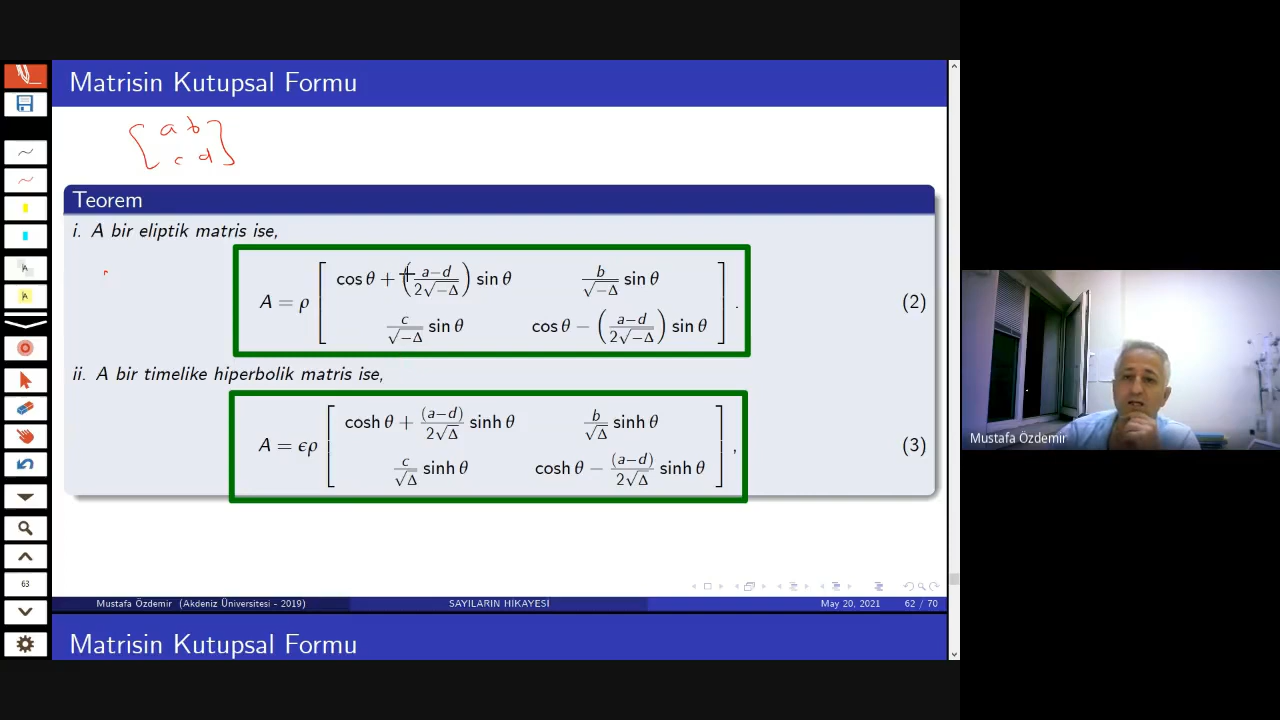 Matrisin Kutupsal Formu
a b
c d
Teorem
i. A bir eliptik matris ise,
A = ρ [ cos θ + ( a−d / 2√−Δ ) sin θ    b / √−Δ sin θ
c / √−Δ sin θ    cos θ − ( a−d / 2√−Δ ) sin θ ] .    (2)
ii. A bir timelike hiperbolik matris ise,
A = ϵρ [ cosh θ + (a−d) / 2√Δ sinh θ    b / √Δ sinh θ
c / √Δ sinh θ    cosh θ − (a−d) / 2√Δ sinh θ ] ,    (3)
Mustafa Özdemir
63
Mustafa Özdemir (Akdeniz Üniversitesi - 2019)    SAYILARIN HIKAYESİ    May 20, 2021    62 / 70
Matrisin Kutupsal Formu